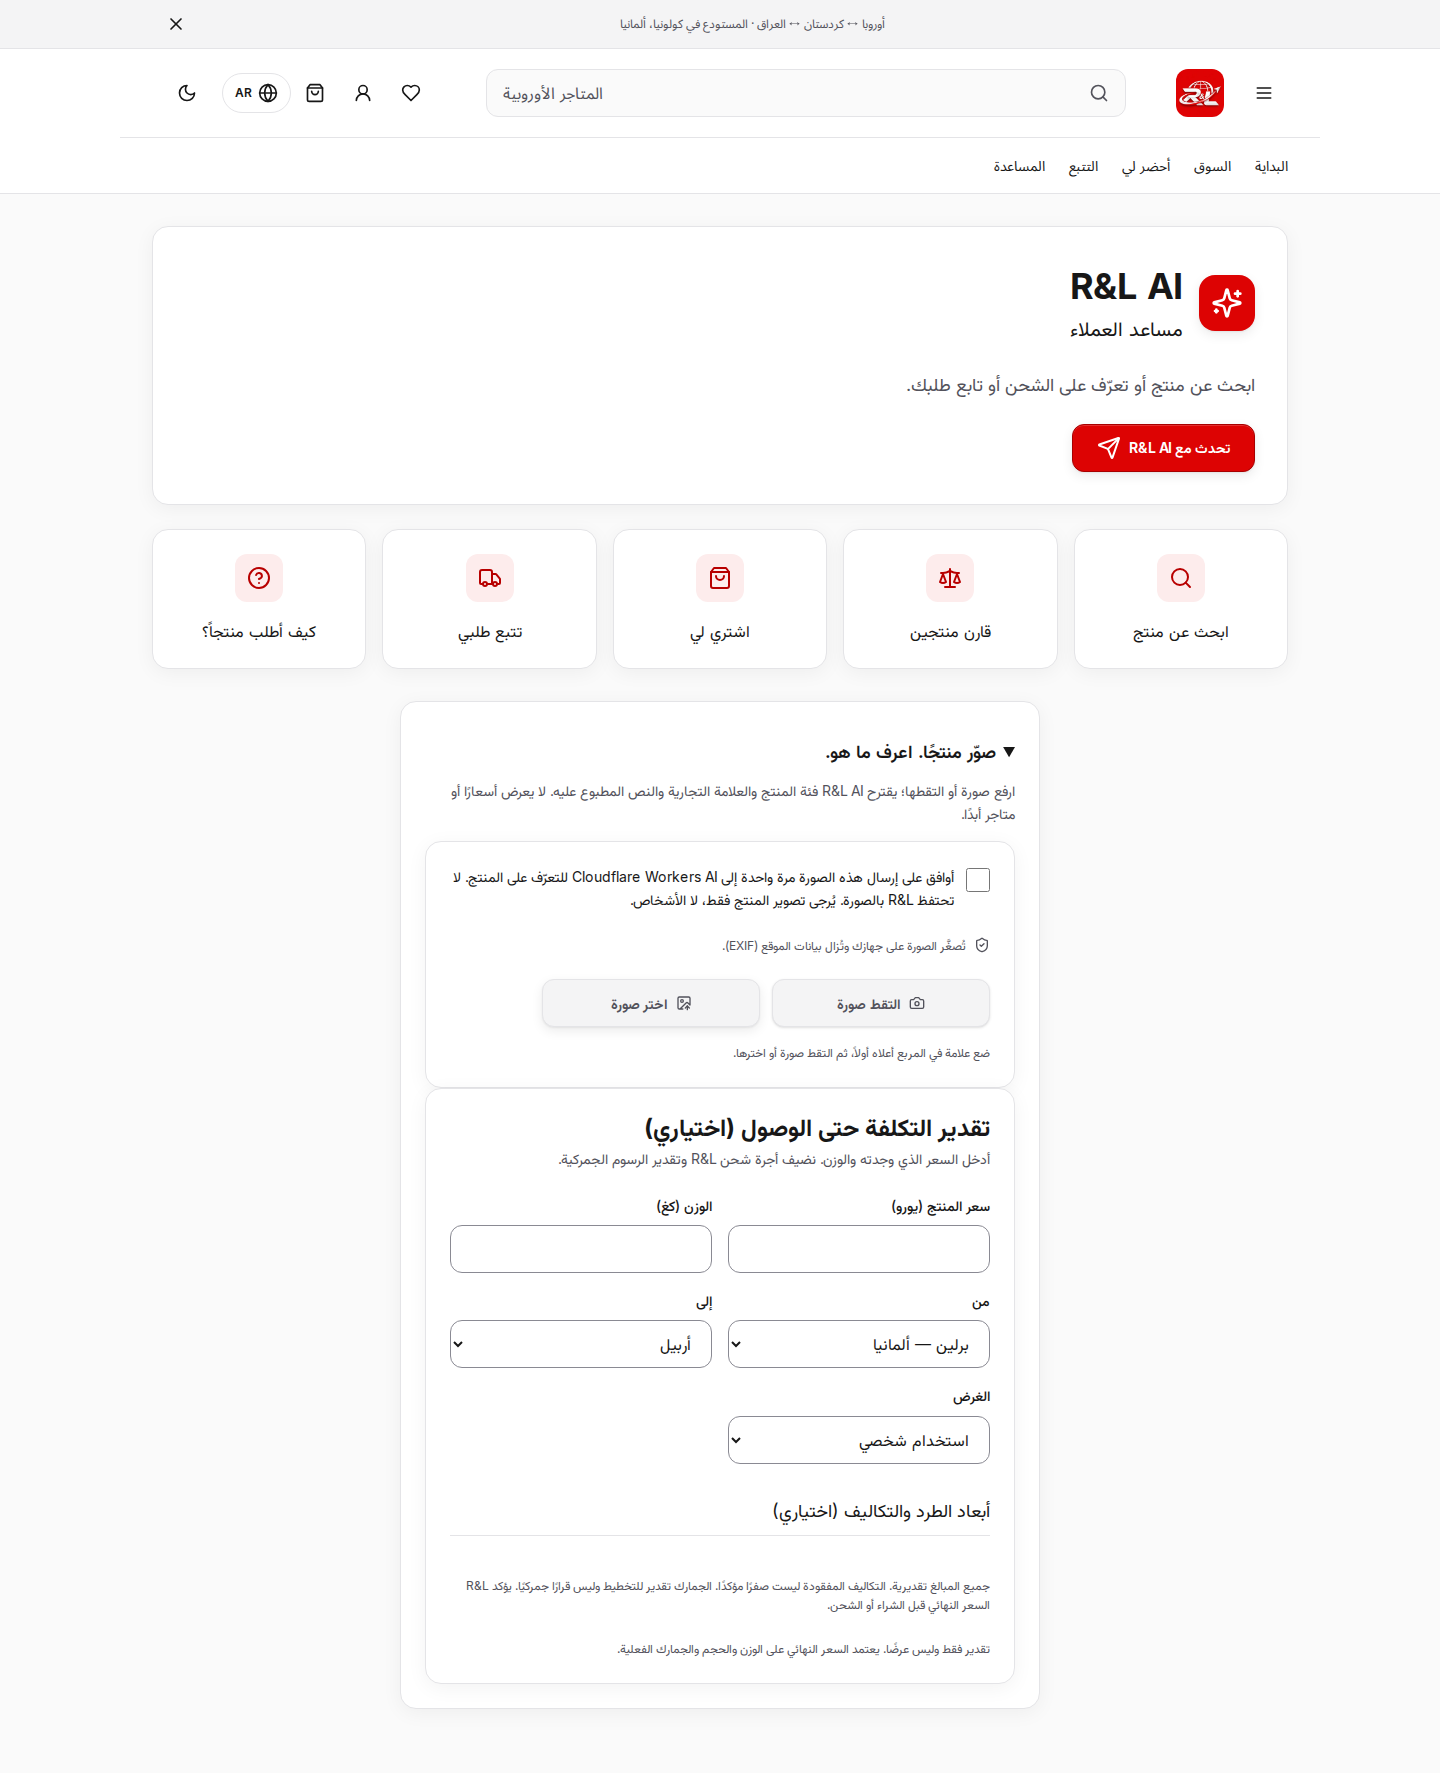 أوروبا ↔ كردستان ↔ العراق · المستودع في كولونيا، ألمانيا
RL
المتاجر الأوروبية
AR
البداية
السوق
أحضر لي
التتبع
المساعدة
R&L AI
مساعد العملاء
ابحث عن منتج أو تعرّف على الشحن أو تابع طلبك.
تحدث مع R&L AI
ابحث عن منتج
قارن منتجين
اشتري لي
تتبع طلبي
كيف أطلب منتجاً؟
صوّر منتجًا. اعرف ما هو.
ارفع صورة أو التقطها؛ يقترح R&L AI فئة المنتج والعلامة التجارية والنص المطبوع عليه. لا يعرض أسعارًا أو
متاجر أبدًا.
أوافق على إرسال هذه الصورة مرة واحدة إلى Cloudflare Workers AI للتعرّف على المنتج. لا
تحتفظ R&L بالصورة. يُرجى تصوير المنتج فقط، لا الأشخاص.
تُصغَّر الصورة على جهازك وتُزال بيانات الموقع (EXIF).
التقط صورة
اختر صورة
ضع علامة في المربع أعلاه أولاً، ثم التقط صورة أو اخترها.
تقدير التكلفة حتى الوصول (اختياري)
أدخل السعر الذي وجدته والوزن. نضيف أجرة شحن R&L وتقدير الرسوم الجمركية.
سعر المنتج (يورو)
الوزن (كغ)
من
إلى
برلين — ألمانيا
أربيل
الغرض
استخدام شخصي
أبعاد الطرد والتكاليف (اختياري)
جميع المبالغ تقديرية. التكاليف المفقودة ليست صفرًا مؤكدًا. الجمارك تقدير للتخطيط وليس قرارًا جمركيًا. يؤكد R&L
السعر النهائي قبل الشراء أو الشحن.
تقدير فقط وليس عرضًا. يعتمد السعر النهائي على الوزن والحجم والجمارك الفعلية.